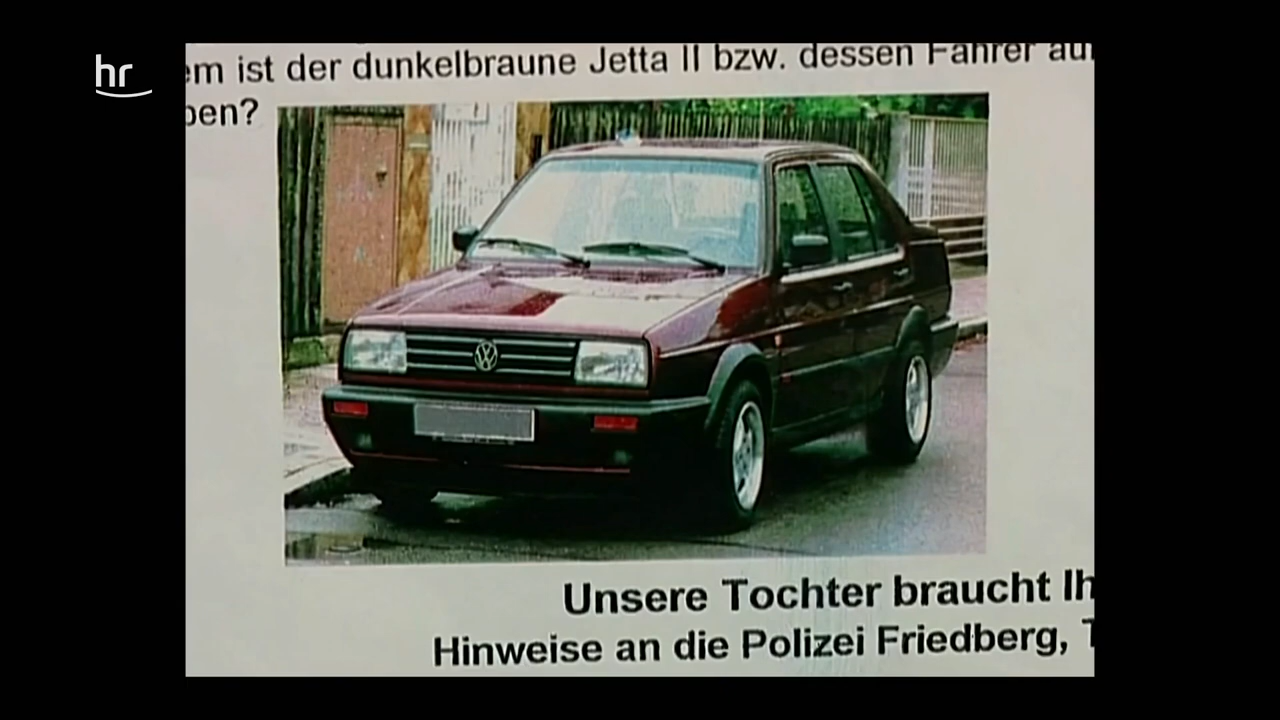 hr
em ist der dunkelbraune Jetta II bzw. dessen Fahrer au
ben?
Unsere Tochter braucht Ih
Hinweise an die Polizei Friedberg, T